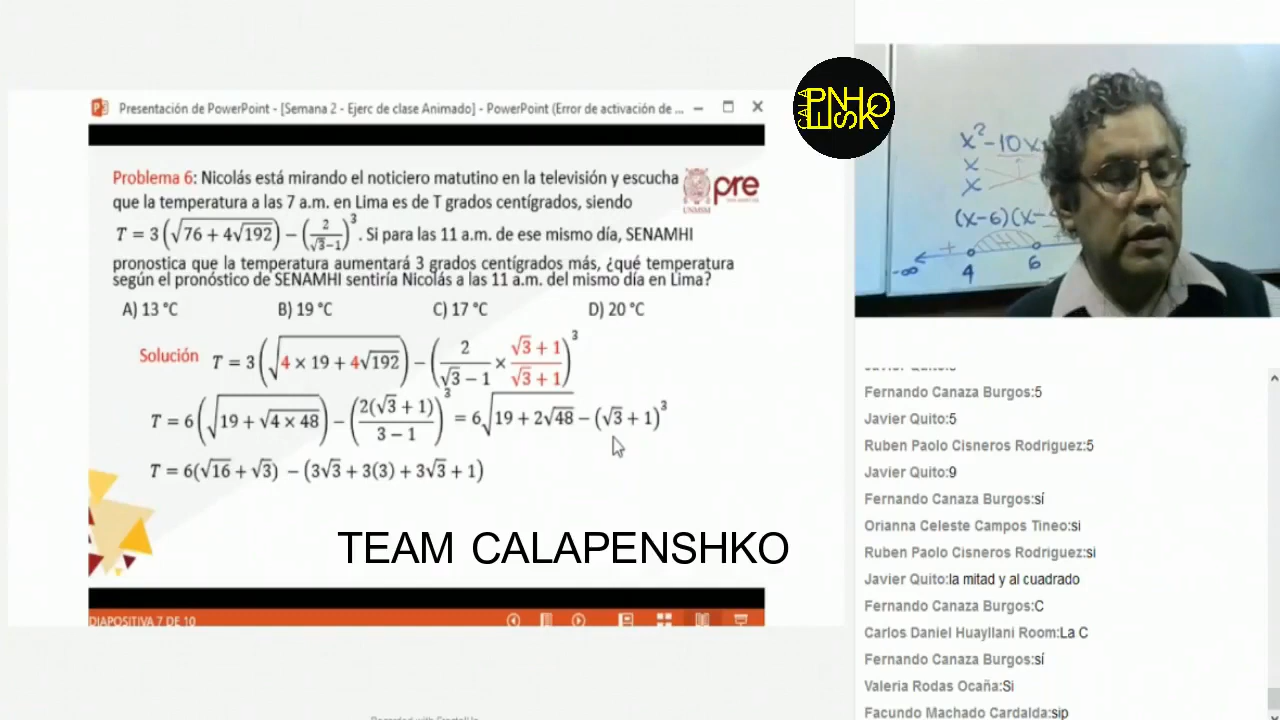 Presentación de PowerPoint - [Semana 2 - Ejerc de clase Animado] - PowerPoint (Error de activación de ...
CALA
PENHSKO
Problema 6: Nicolás está mirando el noticiero matutino en la televisión y escucha
que la temperatura a las 7 a.m. en Lima es de T grados centígrados, siendo
T = 3(√(76 + 4√192)) − (2/(√3−1))³. Si para las 11 a.m. de ese mismo día, SENAMHI
pronostica que la temperatura aumentará 3 grados centígrados más, ¿qué temperatura
según el pronóstico de SENAMHI sentiría Nicolás a las 11 a.m. del mismo día en Lima?
UNMSM
pre
A) 13 °C B) 19 °C C) 17 °C D) 20 °C
Solución T = 3(√(4 × 19 + 4√192)) − (2/(√3 − 1) × (√3 + 1)/(√3 + 1))³
T = 6(√(19 + √(4 × 48))) − (2(√3 + 1)/(3 − 1))³ = 6√(19 + 2√48) − (√3 + 1)³
T = 6(√16 + √3) − (3√3 + 3(3) + 3√3 + 1)
TEAM CALAPENSHKO
DIAPOSITIVA 7 DE 10
x² - 10x
x
x
(x-6)(x-
+
-∞ 4 6
Javier Quito:
Fernando Canaza Burgos:5
Javier Quito:5
Ruben Paolo Cisneros Rodriguez:5
Javier Quito:9
Fernando Canaza Burgos:sí
Orianna Celeste Campos Tineo:si
Ruben Paolo Cisneros Rodriguez:si
Javier Quito:la mitad y al cuadrado
Fernando Canaza Burgos:C
Carlos Daniel Huayllani Room:La C
Fernando Canaza Burgos:sí
Valeria Rodas Ocaña:Si
Facundo Machado Cardalda:sip